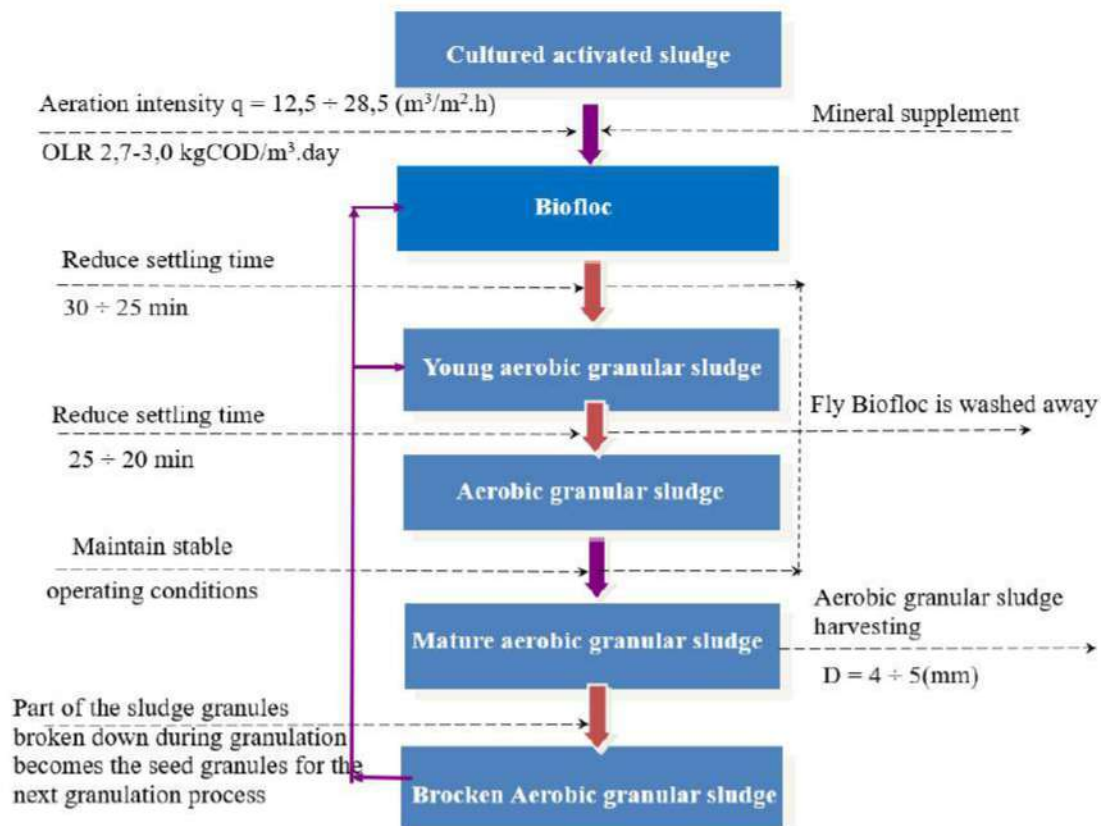 Cultured activated sludge
Aeration intensity q = 12,5 ÷ 28,5 (m³/m².h)
Mineral supplement
OLR 2,7-3,0 kgCOD/m³.day
Biofloc
Reduce settling time
30 ÷ 25 min
Young aerobic granular sludge
Reduce settling time
Fly Biofloc is washed away
25 ÷ 20 min
Aerobic granular sludge
Maintain stable
operating conditions
Mature aerobic granular sludge
Aerobic granular sludge
harvesting
D = 4 ÷ 5(mm)
Part of the sludge granules
broken down during granulation
becomes the seed granules for the
next granulation process
Brocken Aerobic granular sludge